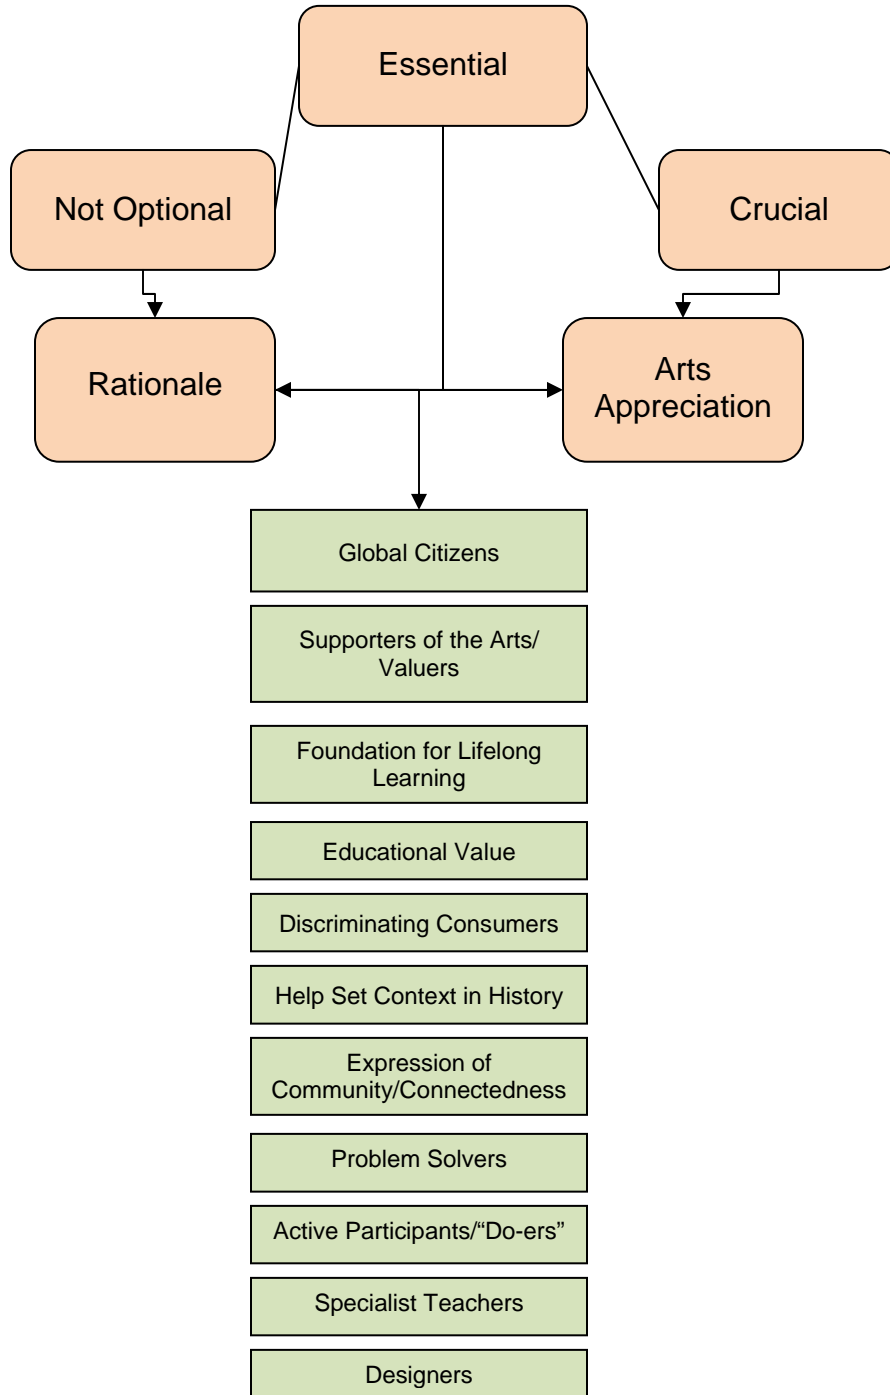 Essential
Not Optional
Crucial
Rationale
Arts
Appreciation
Global Citizens
Supporters of the Arts/
Valuers
Foundation for Lifelong
Learning
Educational Value
Discriminating Consumers
Help Set Context in History
Expression of
Community/Connectedness
Problem Solvers
Active Participants/“Do-ers”
Specialist Teachers
Designers